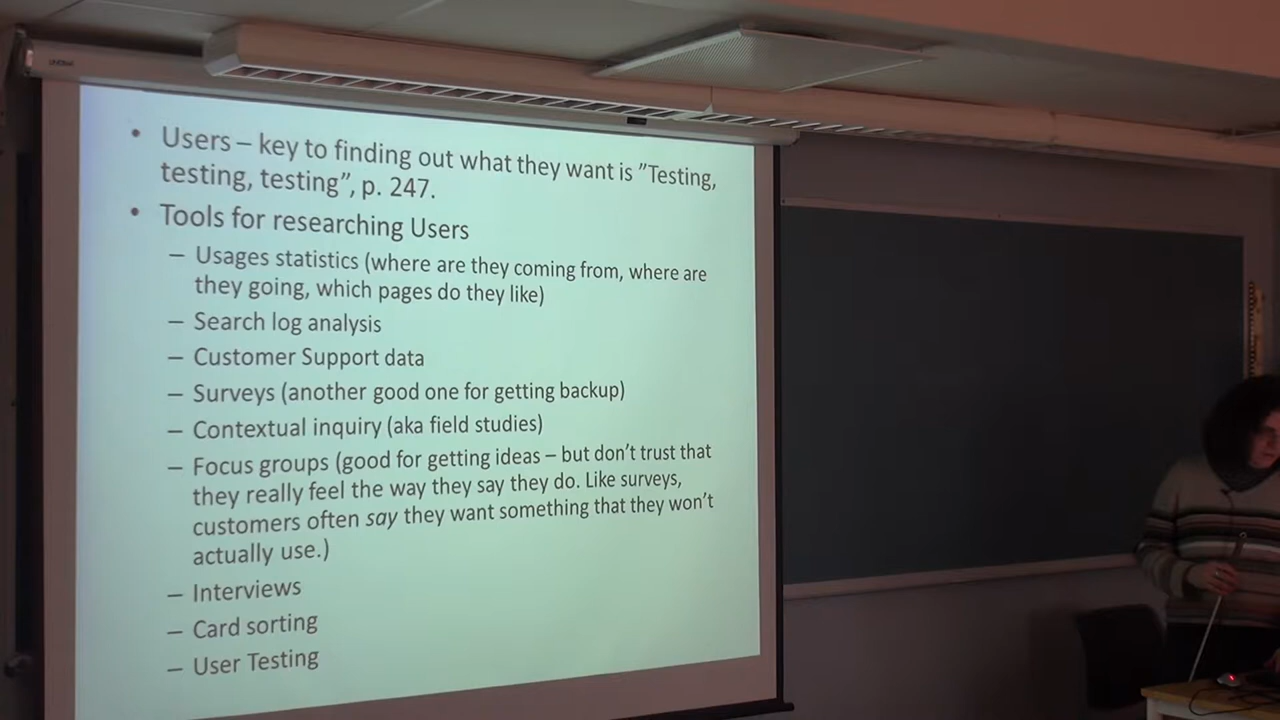 • Users – key to finding out what they want is ”Testing,
testing, testing”, p. 247.
• Tools for researching Users
– Usages statistics (where are they coming from, where are
they going, which pages do they like)
– Search log analysis
– Customer Support data
– Surveys (another good one for getting backup)
– Contextual inquiry (aka field studies)
– Focus groups (good for getting ideas – but don’t trust that
they really feel the way they say they do. Like surveys,
customers often say they want something that they won’t
actually use.)
– Interviews
– Card sorting
– User Testing